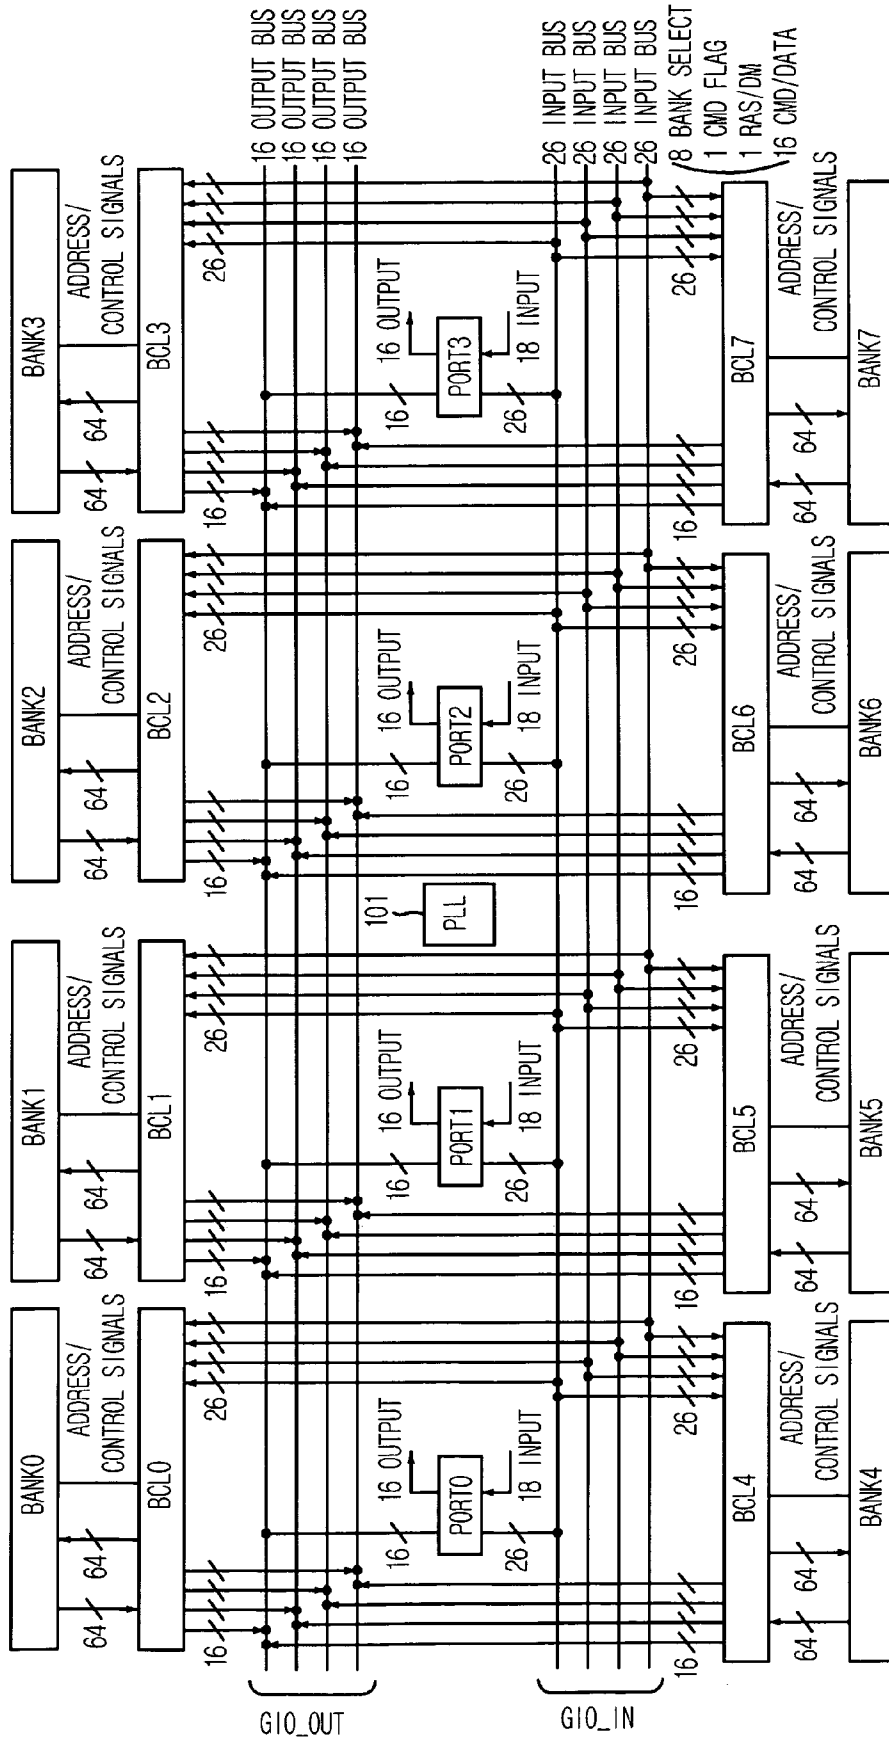 BANK0
BANK1
BANK2
BANK3
64
64
ADDRESS/
CONTROL SIGNALS
64
64
ADDRESS/
CONTROL SIGNALS
64
64
ADDRESS/
CONTROL SIGNALS
64
64
ADDRESS/
CONTROL SIGNALS
BCL0
BCL1
BCL2
BCL3
16
26
16
26
16
26
16
26
GIO_OUT
16 OUTPUT BUS
16 OUTPUT BUS
16 OUTPUT BUS
16 OUTPUT BUS
16
16 OUTPUT
PORT0
26
18 INPUT
16
16 OUTPUT
PORT1
26
18 INPUT
101
PLL
16
16 OUTPUT
PORT2
26
18 INPUT
16
16 OUTPUT
PORT3
26
18 INPUT
GIO_IN
26 INPUT BUS
26 INPUT BUS
26 INPUT BUS
26 INPUT BUS
8 BANK SELECT
1 CMD FLAG
1 RAS/DM
16 CMD/DATA
16
26
16
26
16
26
16
26
BCL4
BCL5
BCL6
BCL7
64
64
ADDRESS/
CONTROL SIGNALS
64
64
ADDRESS/
CONTROL SIGNALS
64
64
ADDRESS/
CONTROL SIGNALS
64
64
ADDRESS/
CONTROL SIGNALS
BANK4
BANK5
BANK6
BANK7